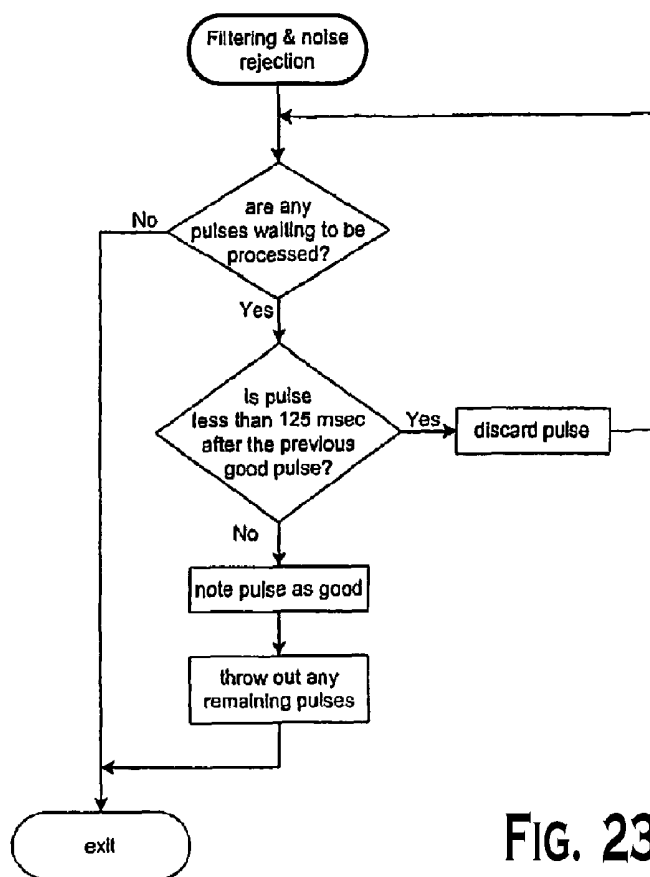 Filtering & noise
rejection
No
are any
pulses waiting to be
processed?
Yes
Is pulse
less than 125 msec
after the previous
good pulse?
Yes
discard pulse
No
note pulse as good
throw out any
remaining pulses
exit
FIG. 23